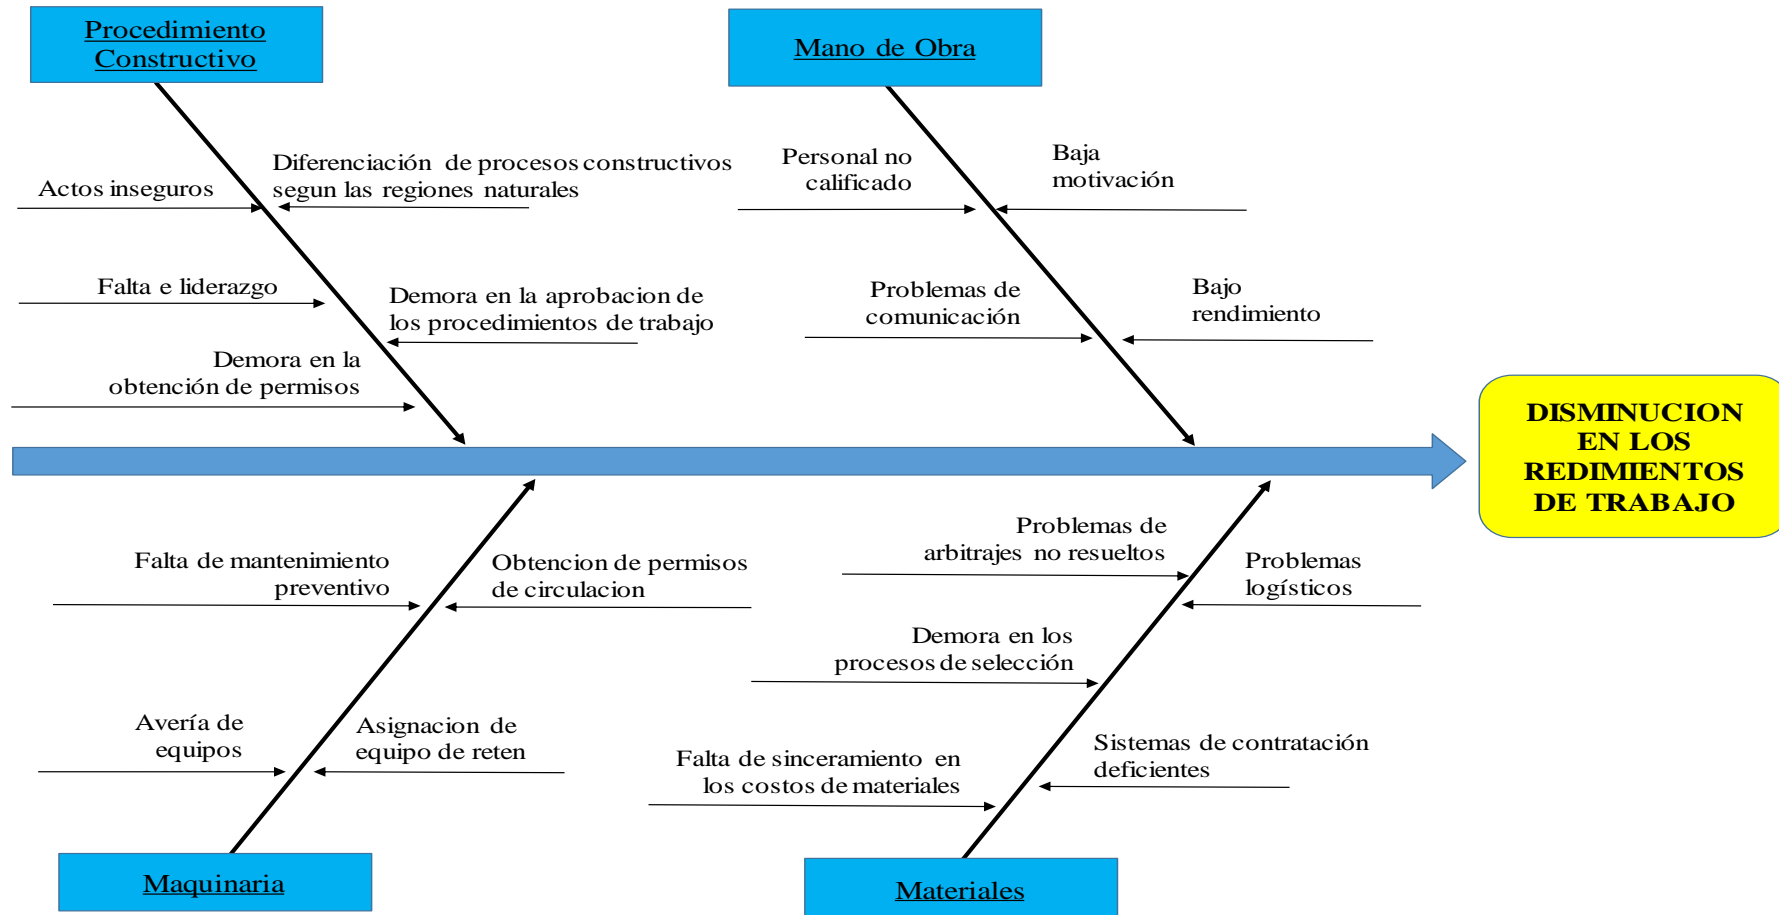 Procedimiento
Constructivo
Mano de Obra
Actos inseguros
Diferenciación de procesos constructivos
segun las regiones naturales
Falta e liderazgo
Demora en la aprobacion de
los procedimientos de trabajo
Demora en la
obtención de permisos
Personal no
calificado
Baja
motivación
Problemas de
comunicación
Bajo
rendimiento
DISMINUCION
EN LOS
REDIMIENTOS
DE TRABAJO
Falta de mantenimiento
preventivo
Obtencion de permisos
de circulacion
Avería de
equipos
Asignacion de
equipo de reten
Problemas de
arbitrajes no resueltos
Problemas
logísticos
Demora en los
procesos de selección
Falta de sinceramiento en
los costos de materiales
Sistemas de contratación
deficientes
Maquinaria
Materiales